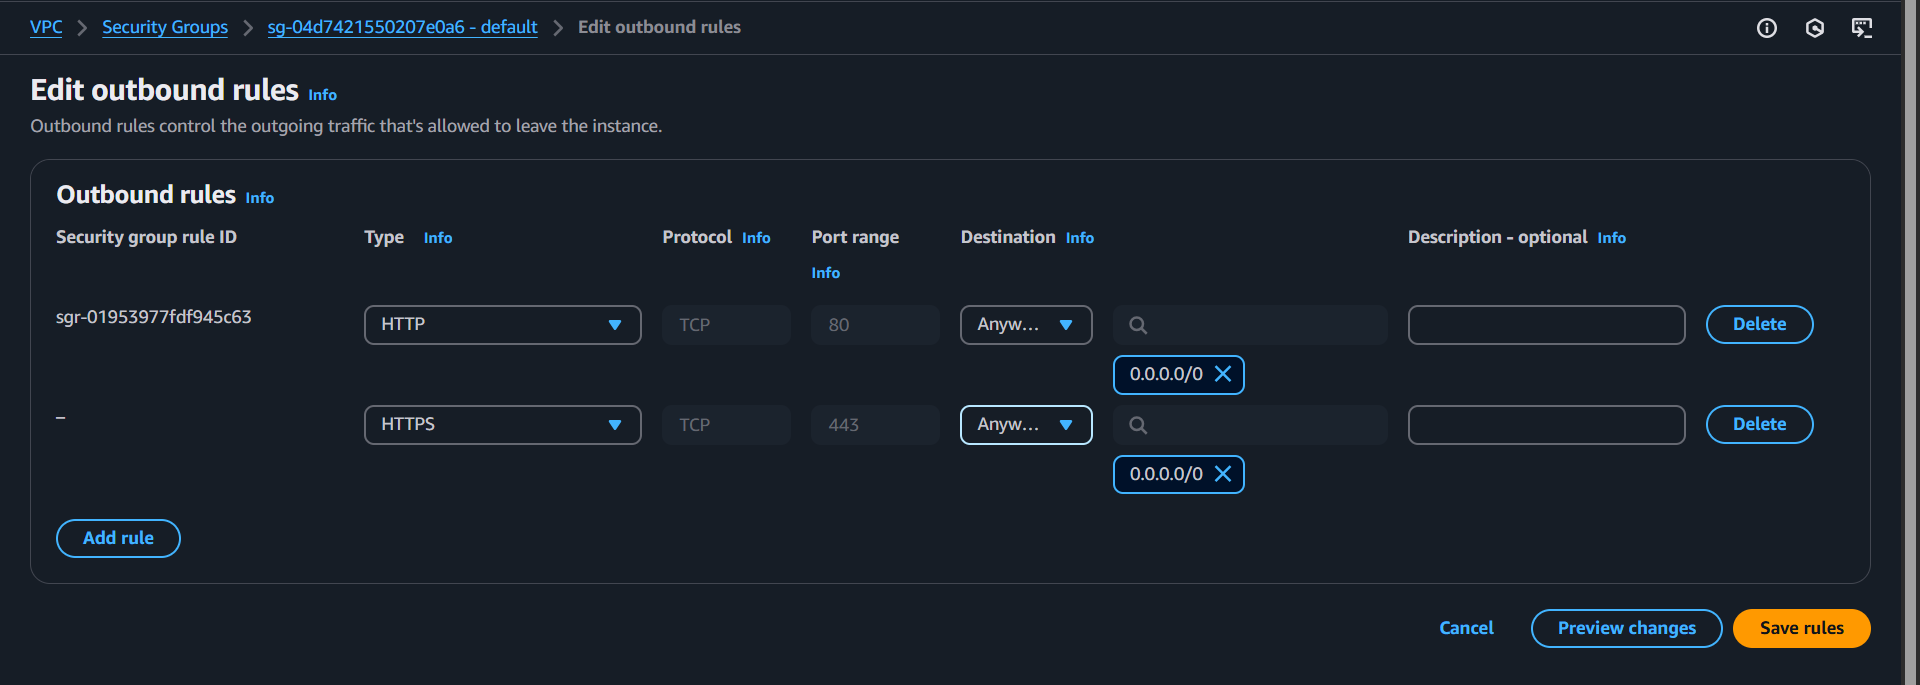 VPC > Security Groups > sg-04d7421550207e0a6 - default > Edit outbound rules
Edit outbound rules Info
Outbound rules control the outgoing traffic that's allowed to leave the instance.
Outbound rules Info
Security group rule ID Type Info Protocol Info Port range Info Destination Info Description - optional Info
sgr-01953977fdf945c63 HTTP TCP 80 Anyw... Delete
0.0.0.0/0
– HTTPS TCP 443 Anyw... Delete
0.0.0.0/0
Add rule
Cancel Preview changes Save rules